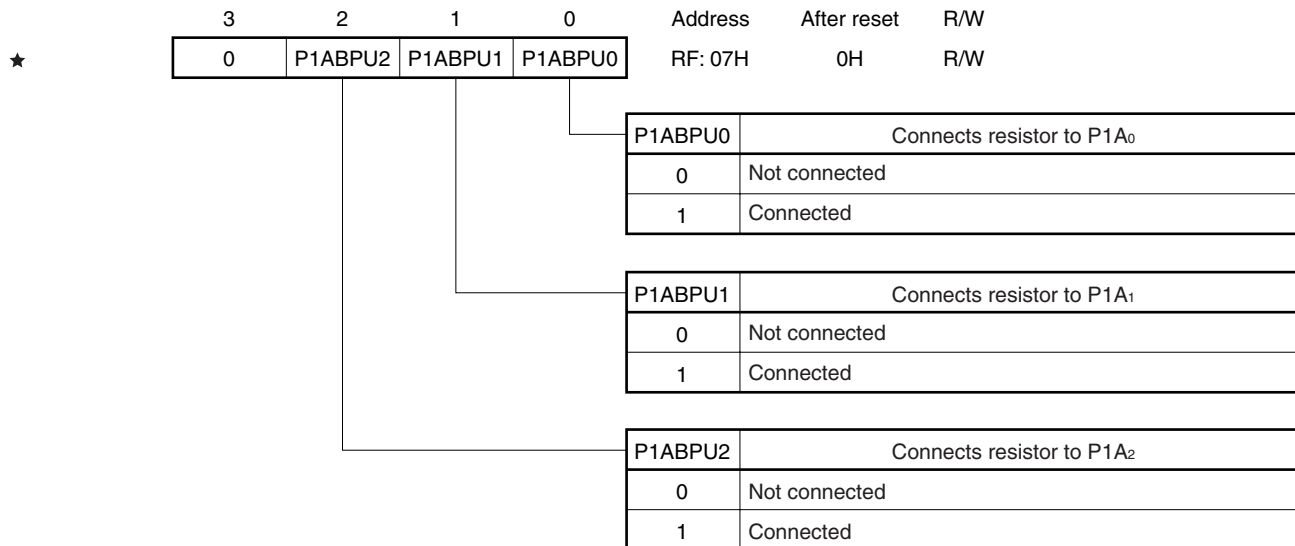 3 2 1 0 Address After reset R/W
★ 0 P1ABPU2 P1ABPU1 P1ABPU0 RF: 07H 0H R/W
P1ABPU0 Connects resistor to P1A₀
0 Not connected
1 Connected
P1ABPU1 Connects resistor to P1A₁
0 Not connected
1 Connected
P1ABPU2 Connects resistor to P1A₂
0 Not connected
1 Connected